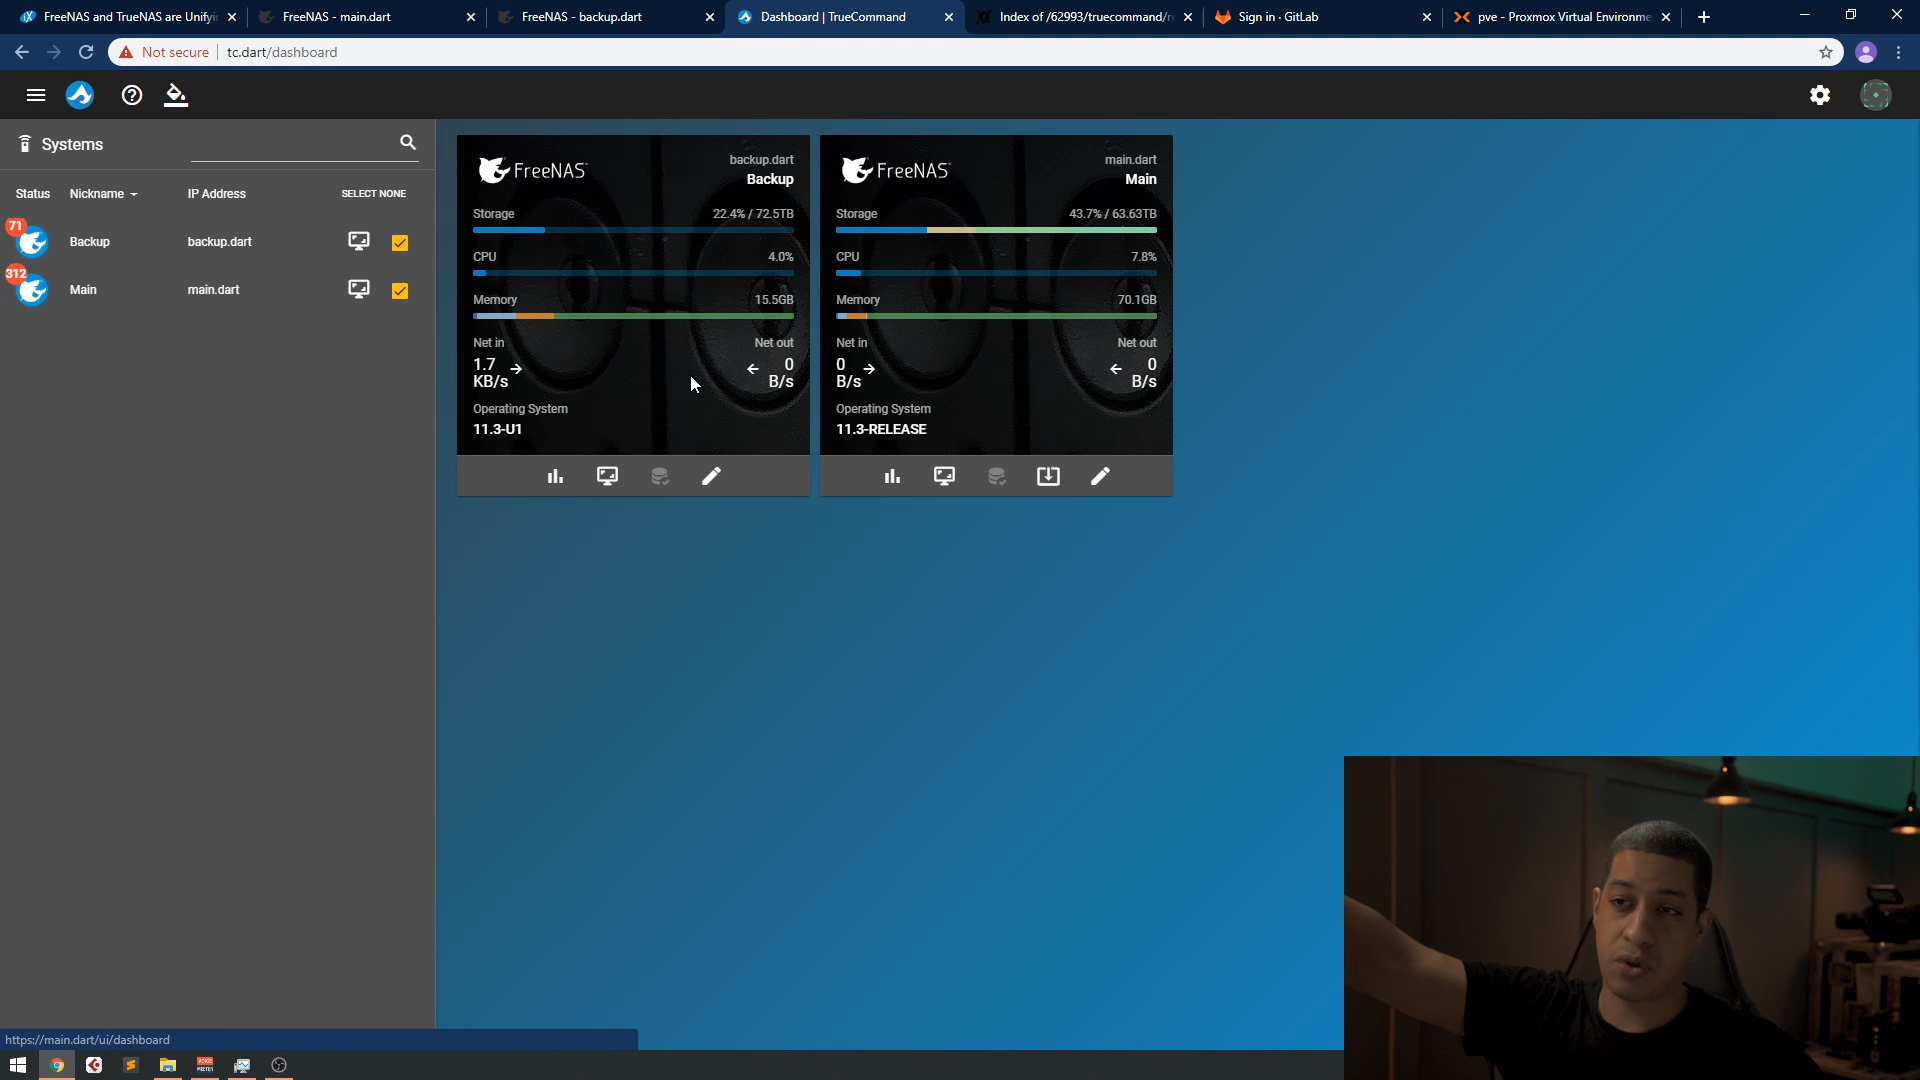 FreeNAS and TrueNAS are Unifyi
FreeNAS - main.dart
FreeNAS - backup.dart
Dashboard | TrueCommand
Index of /62993/truecommand/r
Sign in · GitLab
pve - Proxmox Virtual Environme
Not secure
tc.dart/dashboard
Systems
Status
Nickname
IP Address
SELECT NONE
71
Backup
backup.dart
312
Main
main.dart
FreeNAS
backup.dart
Backup
Storage
22.4% / 72.5TB
CPU
4.0%
Memory
15.5GB
Net in
Net out
1.7
KB/s
0
B/s
Operating System
11.3-U1
FreeNAS
main.dart
Main
Storage
43.7% / 63.63TB
CPU
7.8%
Memory
70.1GB
Net in
Net out
0
B/s
0
B/s
Operating System
11.3-RELEASE
https://main.dart/ui/dashboard